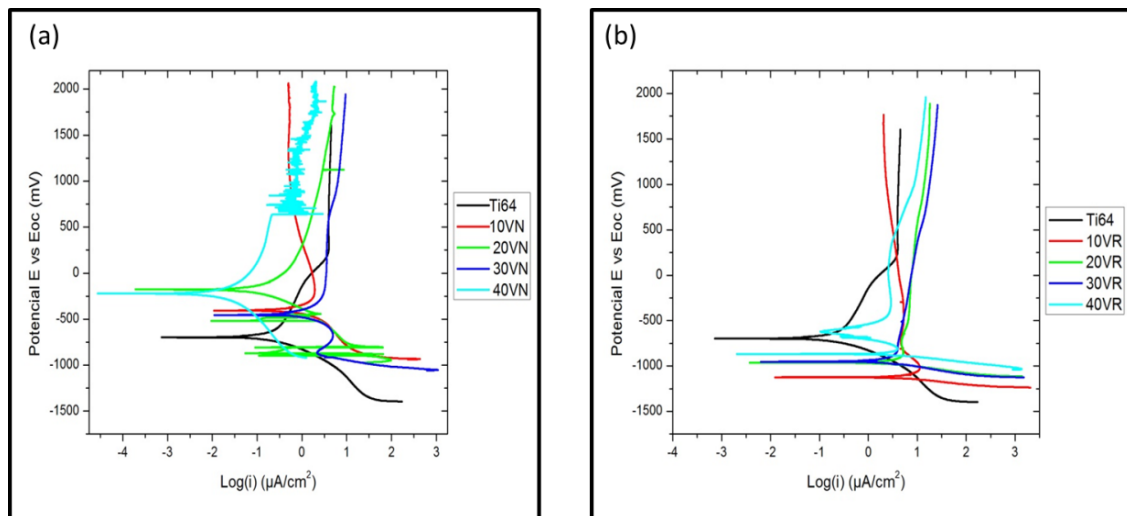 (a)
2000
1500
1000
500
0
-500
-1000
-1500
Potencial E vs Eoc (mV)
-4 -3 -2 -1 0 1 2 3
Log(i) (µA/cm²)
Ti64
10VN
20VN
30VN
40VN
(b)
2000
1500
1000
500
0
-500
-1000
-1500
Potencial E vs Eoc (mV)
-4 -3 -2 -1 0 1 2 3
Log(i) (µA/cm²)
Ti64
10VR
20VR
30VR
40VR